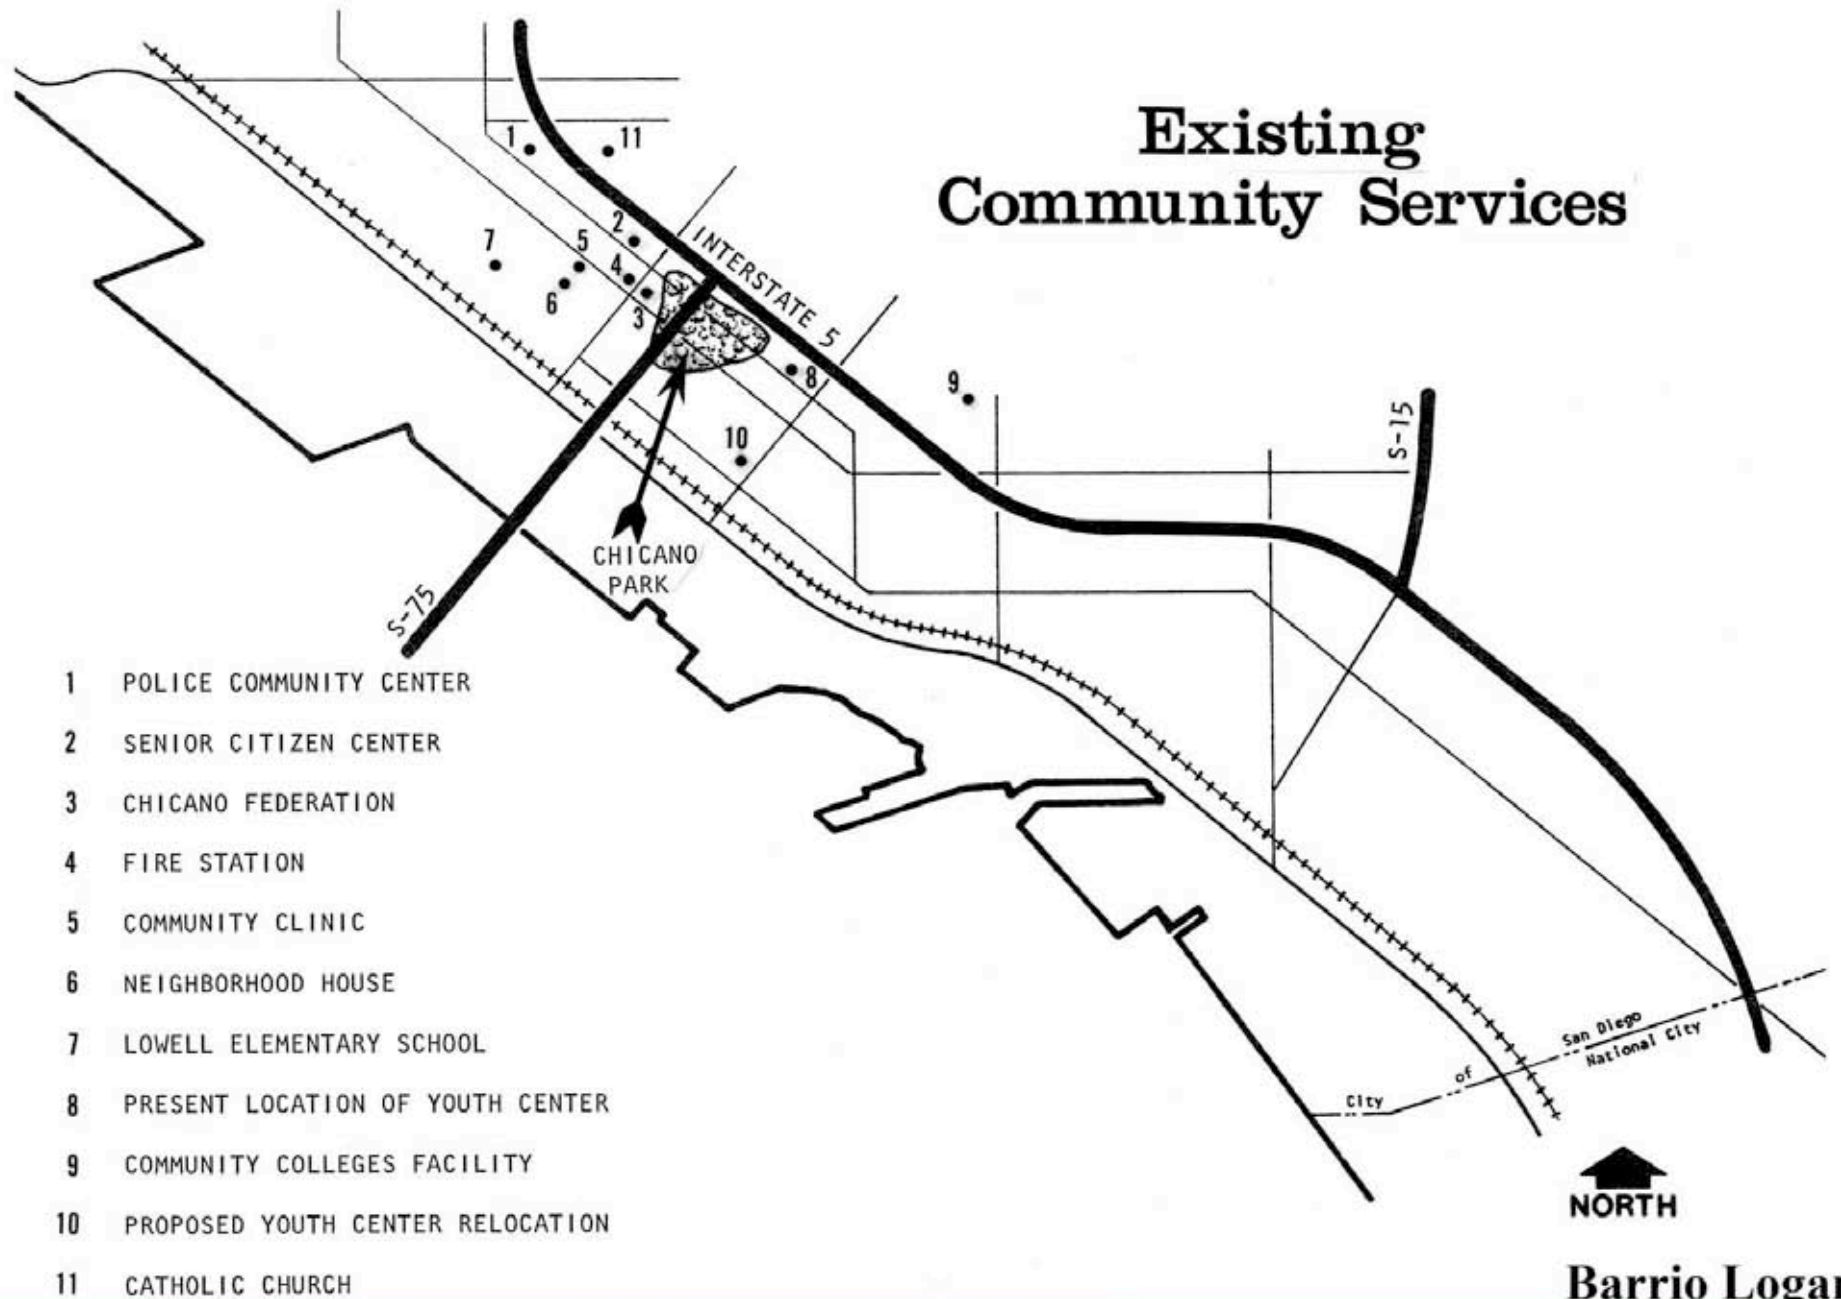 Existing
Community Services
1
11
2
7
5
4
6
3
INTERSTATE 5
8
9
10
S-15
CHICANO
PARK
S-75
1 POLICE COMMUNITY CENTER
2 SENIOR CITIZEN CENTER
3 CHICANO FEDERATION
4 FIRE STATION
5 COMMUNITY CLINIC
6 NEIGHBORHOOD HOUSE
7 LOWELL ELEMENTARY SCHOOL
8 PRESENT LOCATION OF YOUTH CENTER
9 COMMUNITY COLLEGES FACILITY
10 PROPOSED YOUTH CENTER RELOCATION
11 CATHOLIC CHURCH
City of San Diego
National City
NORTH
Barrio Logan